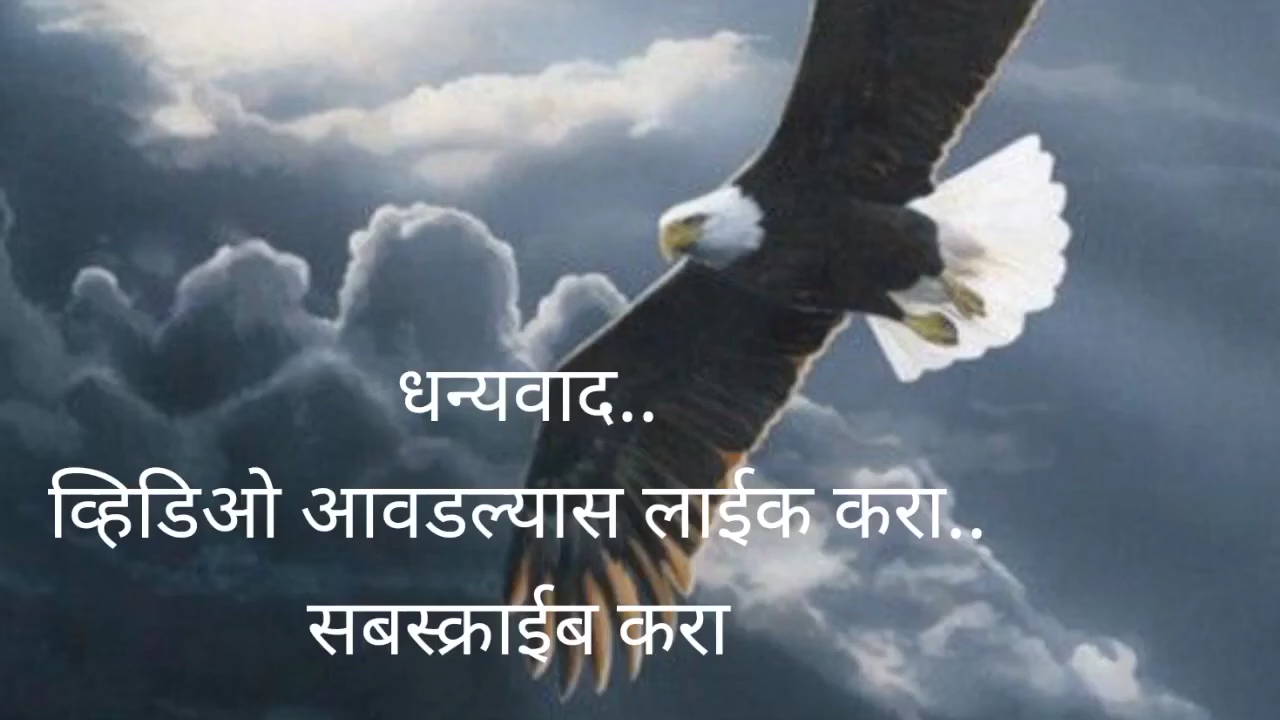 धन्यवाद..
व्हिडिओ आवडल्यास लाईक करा..
सबस्क्राईब करा